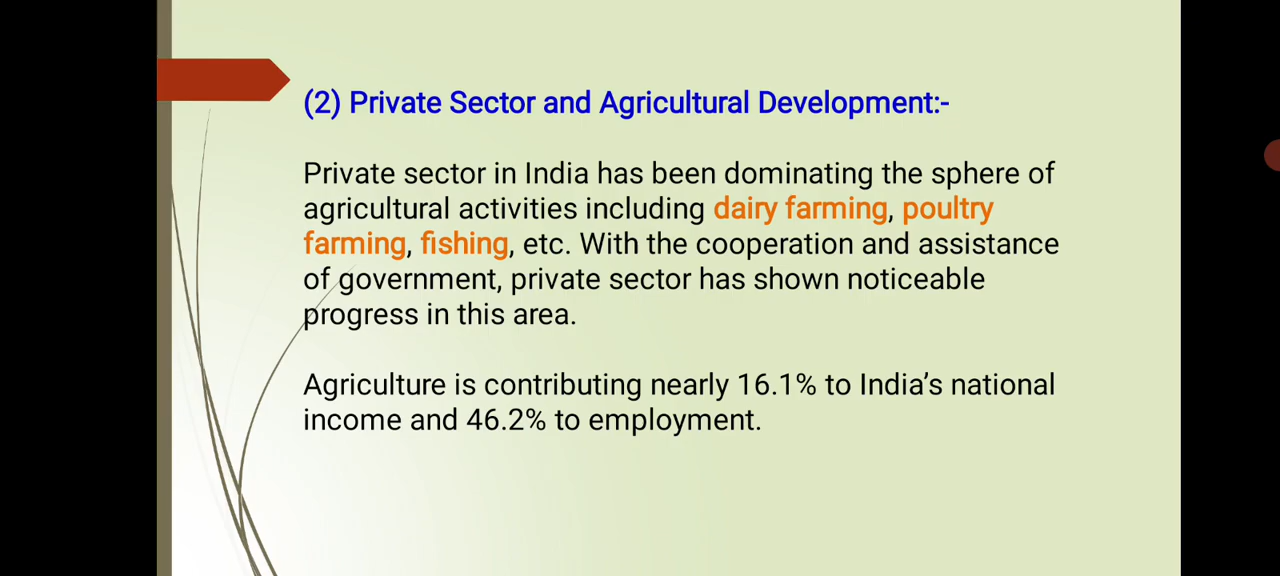 (2) Private Sector and Agricultural Development:-
Private sector in India has been dominating the sphere of
agricultural activities including dairy farming, poultry
farming, fishing, etc. With the cooperation and assistance
of government, private sector has shown noticeable
progress in this area.
Agriculture is contributing nearly 16.1% to India’s national
income and 46.2% to employment.